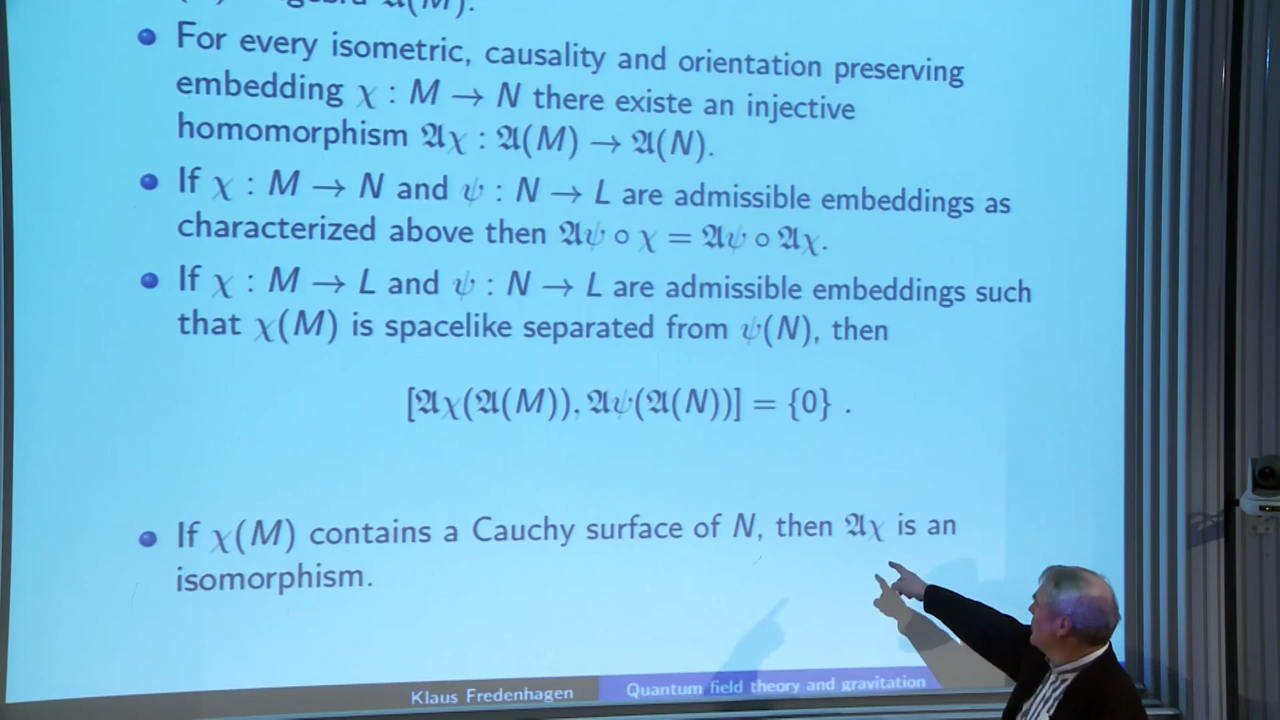 𝔄(M).
For every isometric, causality and orientation preserving
embedding χ : M → N there existe an injective
homomorphism 𝔄χ : 𝔄(M) → 𝔄(N).
If χ : M → N and ψ : N → L are admissible embeddings as
characterized above then 𝔄ψ ∘ χ = 𝔄ψ ∘ 𝔄χ.
If χ : M → L and ψ : N → L are admissible embeddings such
that χ(M) is spacelike separated from ψ(N), then
[𝔄χ(𝔄(M)), 𝔄ψ(𝔄(N))] = {0} .
If χ(M) contains a Cauchy surface of N, then 𝔄χ is an
isomorphism.
Klaus Fredenhagen
Quantum field theory and gravitation